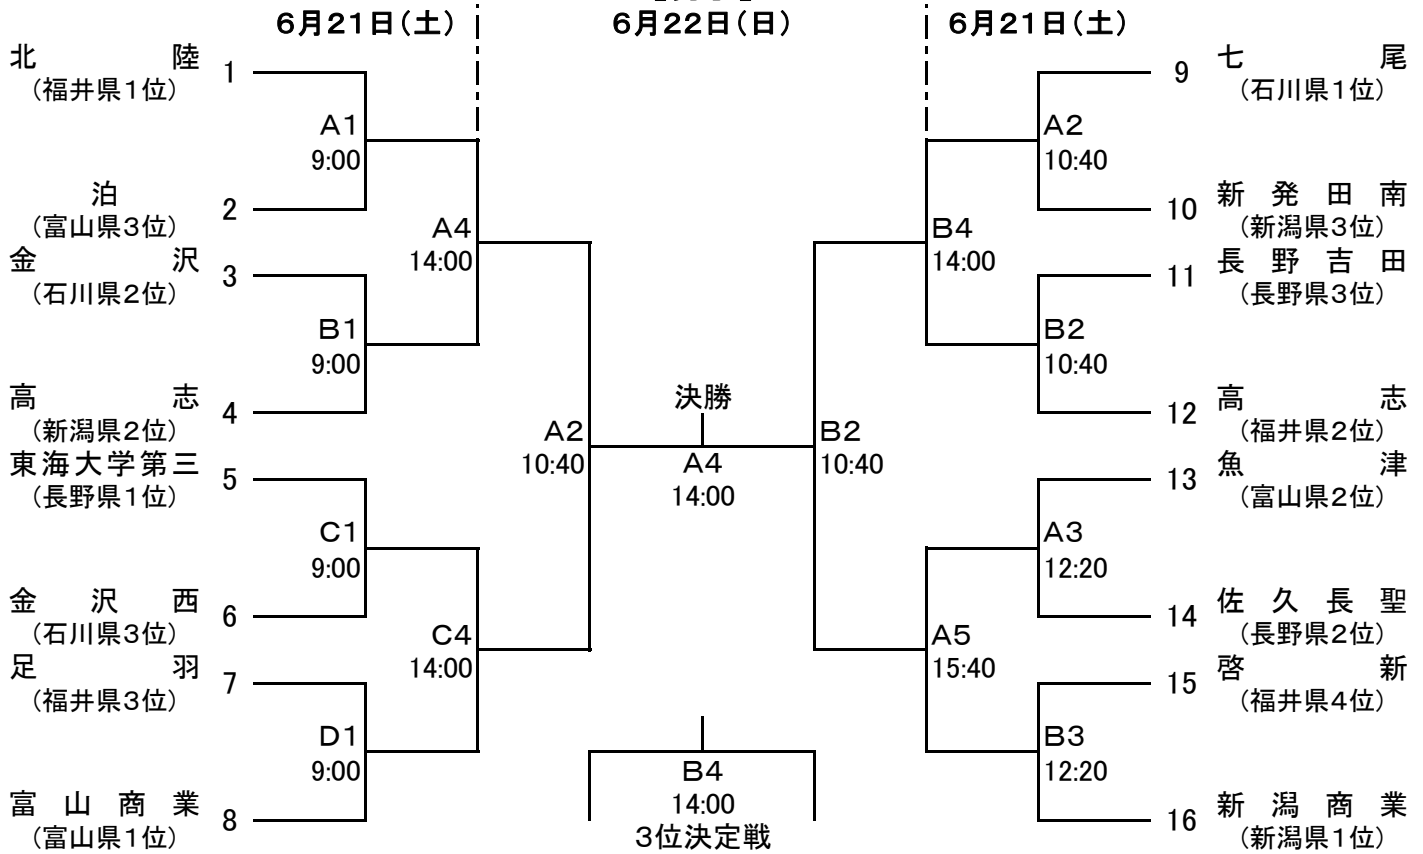 6月21日(土)
6月22日(日)
6月21日(土)
北陸 1
(福井県1位)
A1
9:00
泊 2
(富山県3位)
A4
14:00
金沢 3
(石川県2位)
B1
9:00
高志 4
(新潟県2位)
東海大学第三 5
(長野県1位)
C1
9:00
金沢西 6
(石川県3位)
C4
14:00
足羽 7
(福井県3位)
D1
9:00
富山商業 8
(富山県1位)
A2
10:40
決勝
A4
14:00
B2
10:40
B4
14:00
3位決定戦
9 七尾
(石川県1位)
A2
10:40
10 新発田南
(新潟県3位)
B4
14:00
11 長野吉田
(長野県3位)
B2
10:40
12 高志
(福井県2位)
13 魚津
(富山県2位)
A3
12:20
14 佐久長聖
(長野県2位)
A5
15:40
15 啓新
(福井県4位)
B3
12:20
16 新潟商業
(新潟県1位)